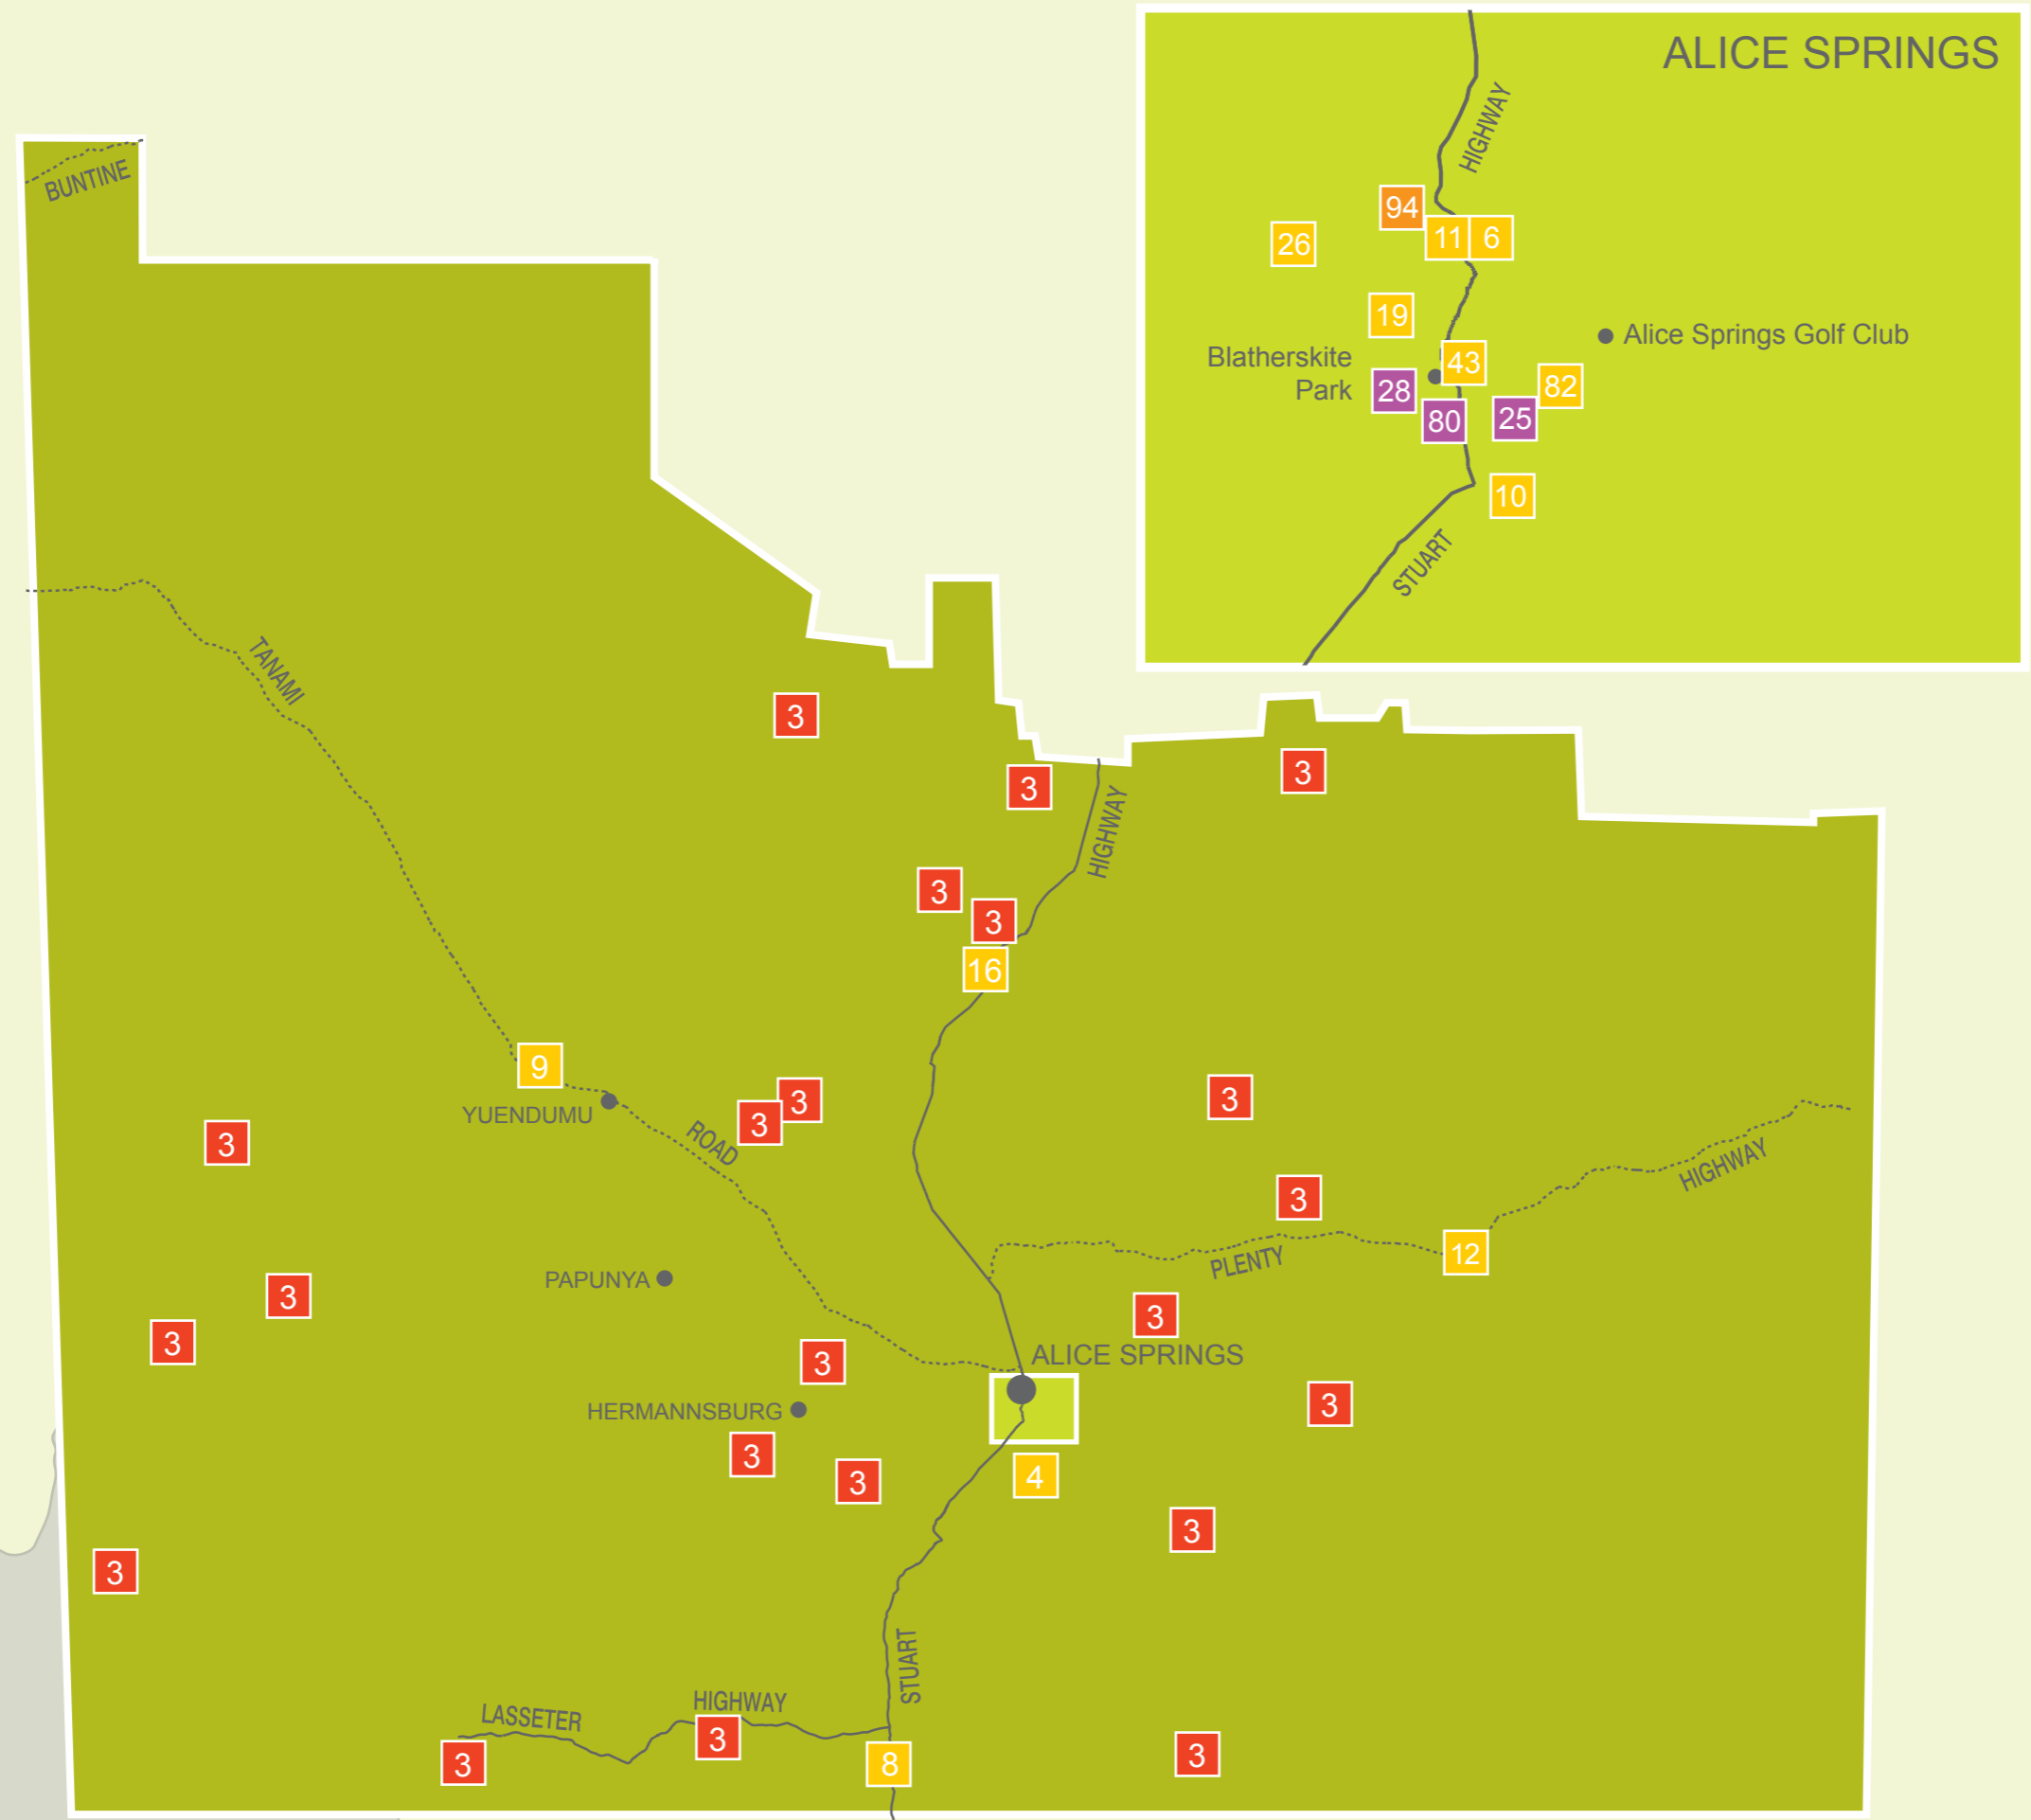 ALICE SPRINGS
HIGHWAY
94
11
6
26
19
Alice Springs Golf Club
Blatherskite
Park
43
28
82
80
25
10
STUART
BUNTINE
TANAMI
3
3
3
HIGHWAY
3
3
16
9
YUENDUMU
3
3
3
ROAD
3
HIGHWAY
3
PLENTY
12
PAPUNYA
3
3
3
3
ALICE SPRINGS
HERMANNSBURG
3
3
3
4
3
3
STUART
LASSETER
HIGHWAY
3
3
8
3